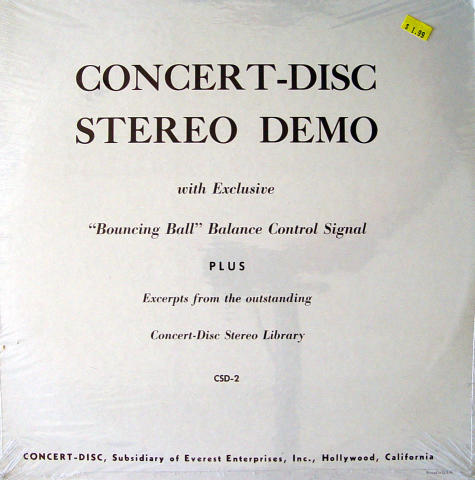 $1.99
CONCERT-DISC
STEREO DEMO
with Exclusive
“Bouncing Ball” Balance Control Signal
PLUS
Excerpts from the outstanding
Concert-Disc Stereo Library
CSD-2
CONCERT-DISC, Subsidiary of Everest Enterprises, Inc., Hollywood, California